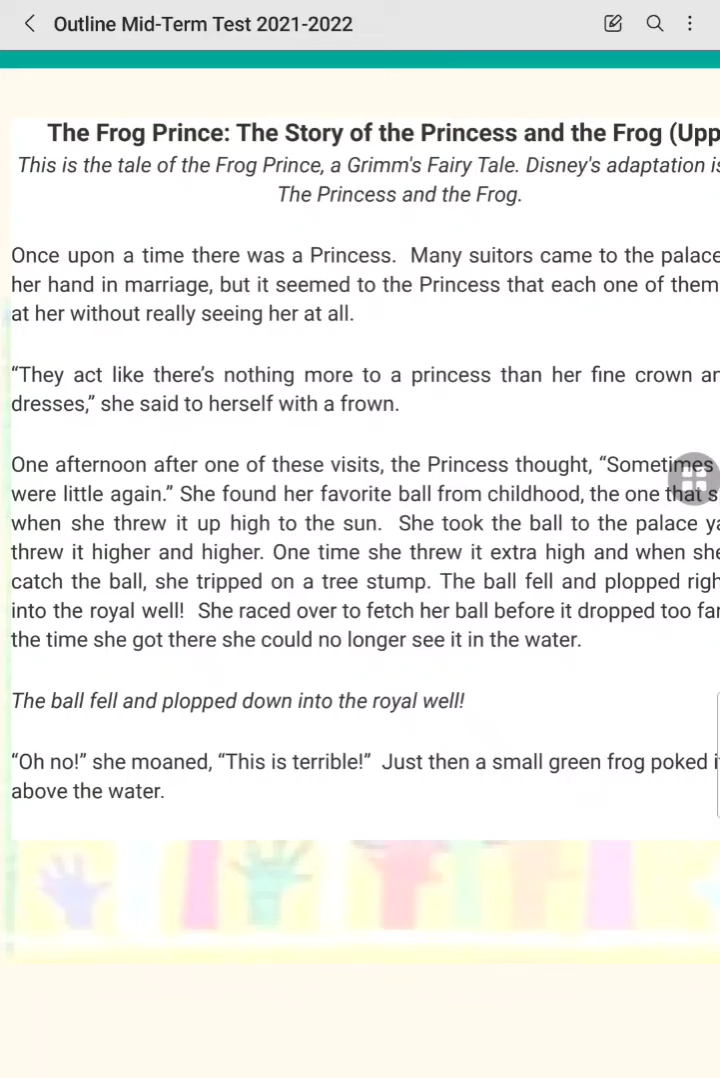 Outline Mid-Term Test 2021-2022
The Frog Prince: The Story of the Princess and the Frog (Upp
This is the tale of the Frog Prince, a Grimm's Fairy Tale. Disney's adaptation is
The Princess and the Frog.
Once upon a time there was a Princess. Many suitors came to the palace
her hand in marriage, but it seemed to the Princess that each one of them
at her without really seeing her at all.
“They act like there’s nothing more to a princess than her fine crown
dresses,” she said to herself with a frown.
One afternoon after one of these visits, the Princess thought, “Sometimes
were little again.” She found her favorite ball from childhood, the one that
when she threw it up high to the sun. She took the ball to the palace
threw it higher and higher. One time she threw it extra high and when she
catch the ball, she tripped on a tree stump. The ball fell and plopped
into the royal well! She raced over to fetch her ball before it dropped too far
the time she got there she could no longer see it in the water.
The ball fell and plopped down into the royal well!
“Oh no!” she moaned, “This is terrible!” Just then a small green frog poked
above the water.